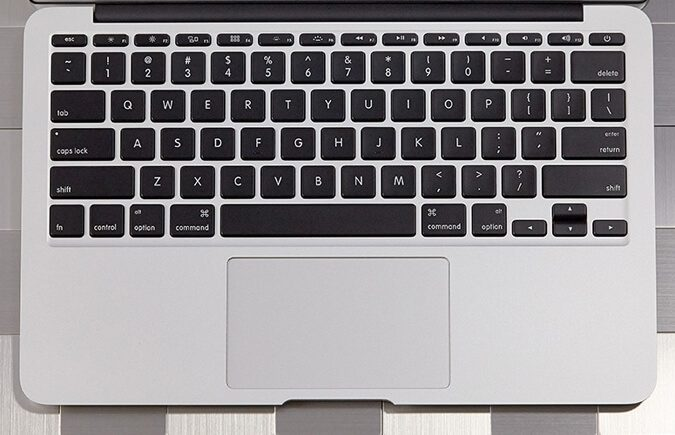 esc F1 F2 F3 F4 F5 F6 F7 F8 F9 F10 F11 F12
~ ! @ # $ % ^ & * ( ) _ +
` 1 2 3 4 5 6 7 8 9 0 - = delete
tab Q W E R T Y U I O P { } |
[ ] \
caps lock A S D F G H J K L : " enter
; ' return
shift Z X C V B N M < > ? shift
, . /
alt ⌘ ⌘ alt
fn control option command command option